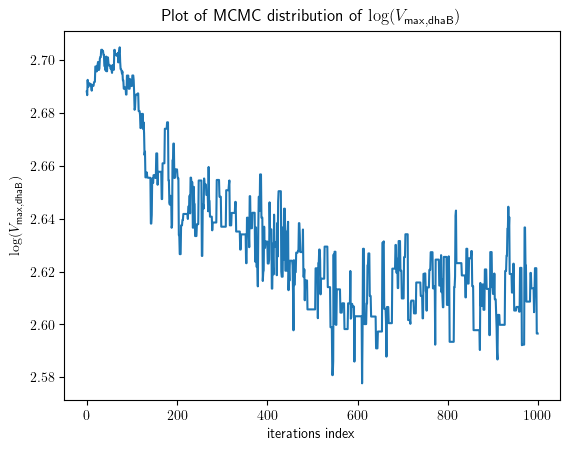 Plot of MCMC distribution of log(V_max,dhaB)
log(V_max,dhaB)
2.70
2.68
2.66
2.64
2.62
2.60
2.58
0 200 400 600 800 1000
iterations index